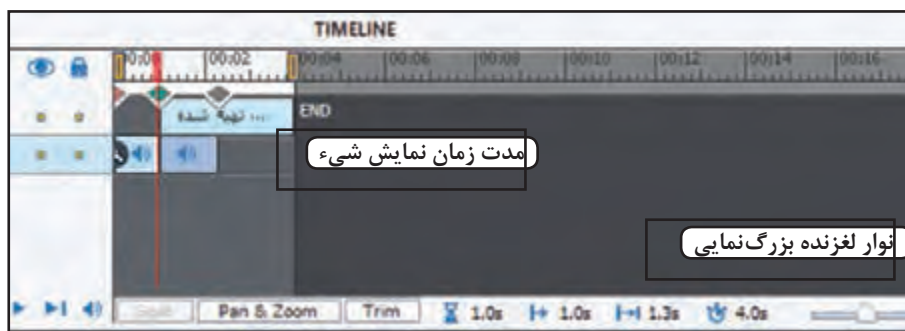 TIMELINE
00:00 00:02 00:04 00:06 00:08 00:10 00:12 00:14 00:16
... تهیه شده END
مدت زمان نمایش شیء
نوار لغزنده بزرگ‌نمایی
Pan & Zoom Trim 1.0s 1.0s 1.3s 4.0s